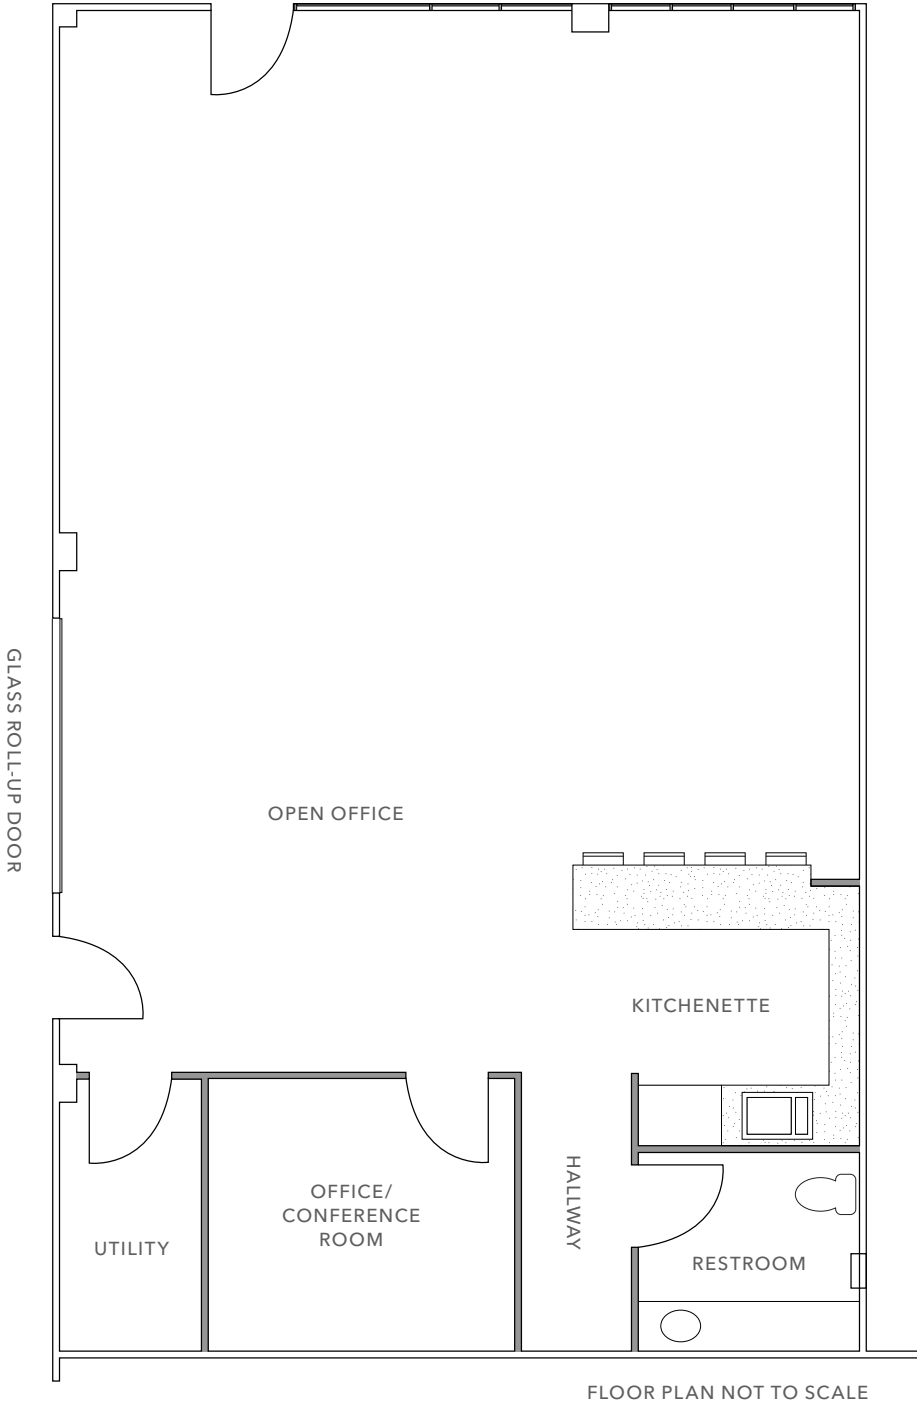 GLASS ROLL-UP DOOR
OPEN OFFICE
KITCHENETTE
HALLWAY
OFFICE/
CONFERENCE
ROOM
UTILITY
RESTROOM
FLOOR PLAN NOT TO SCALE